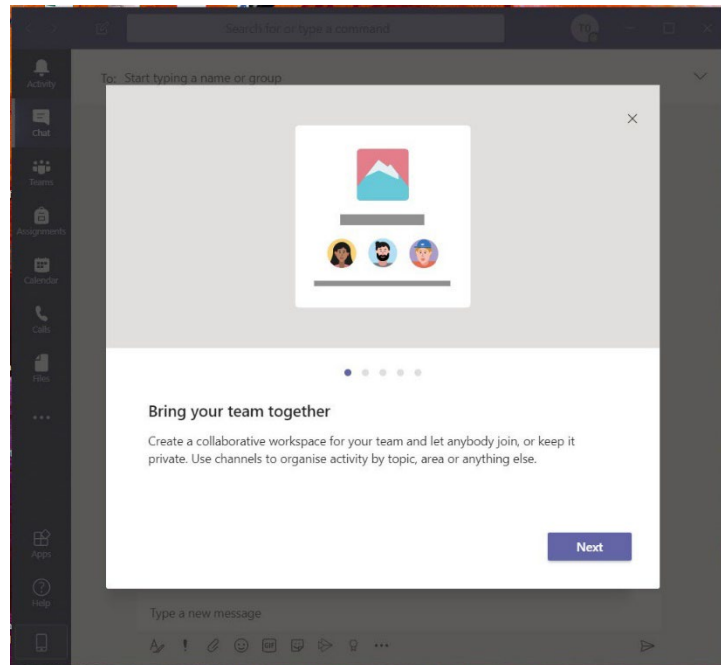 Search for or type a command
TO
Activity
To: Start typing a name or group
Chat
Teams
Assignments
Calendar
Calls
Files
Bring your team together
Create a collaborative workspace for your team and let anybody join, or keep it
private. Use channels to organise activity by topic, area or anything else.
Next
Apps
Help
Type a new message
GIF